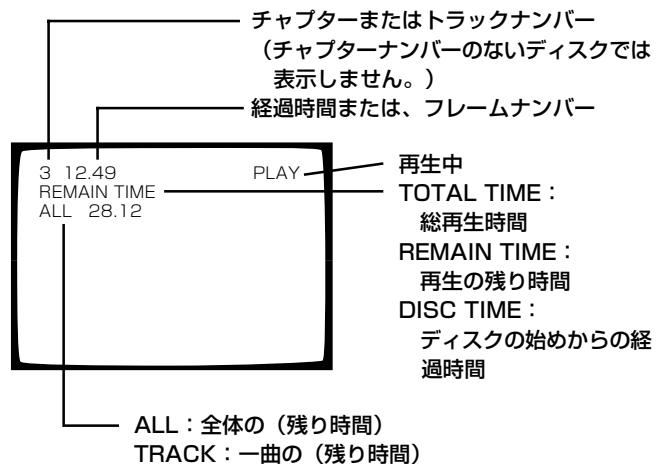 チャプターまたはトラックナンバー
（チャプターナンバーのないディスクでは
表示しません。）
経過時間または、フレームナンバー
3 12.49 PLAY
REMAIN TIME
ALL 28.12
再生中
TOTAL TIME：
総再生時間
REMAIN TIME：
再生の残り時間
DISC TIME：
ディスクの始めからの経
過時間
ALL：全体の（残り時間）
TRACK：一曲の（残り時間）